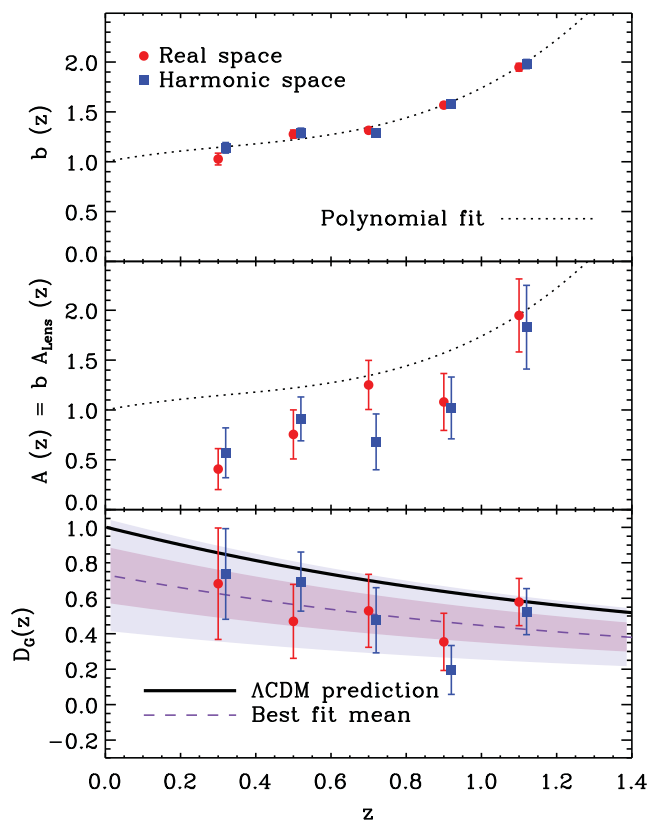 Real space
Harmonic space
2.0
1.5
1.0
0.5
0.0
b (z)
Polynomial fit
2.0
1.5
1.0
0.5
0.0
A (z) = b A_Lens (z)
1.0
0.8
0.6
0.4
0.2
0.0
−0.2
D_G(z)
ΛCDM prediction
Best fit mean
0.0 0.2 0.4 0.6 0.8 1.0 1.2 1.4
z